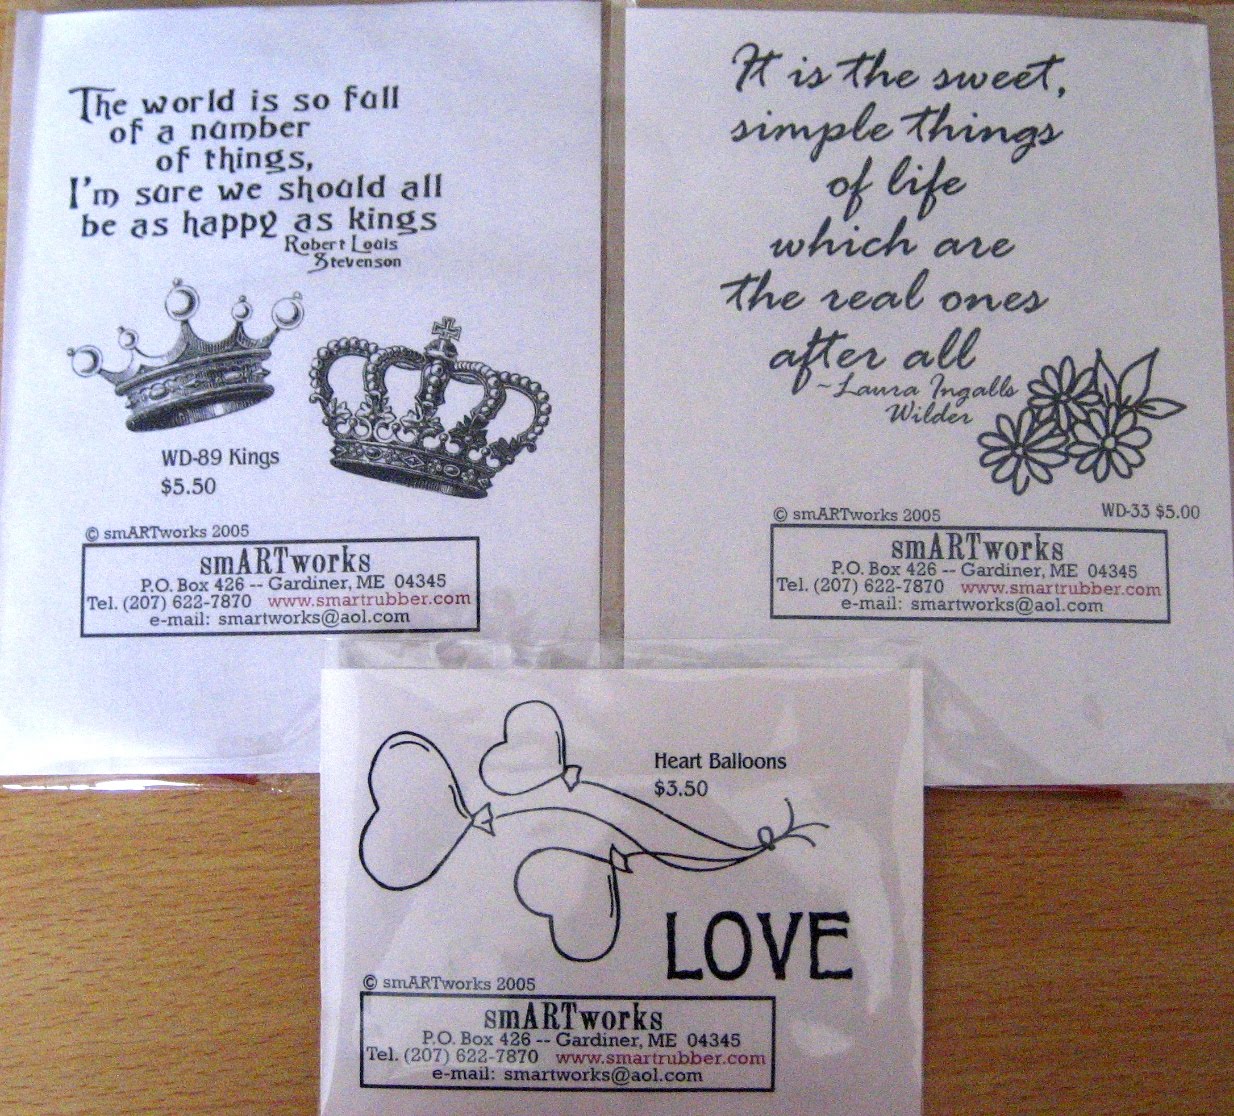 The world is so full
of a number
of things,
I'm sure we should all
be as happy as kings
Robert Louis
Stevenson
WD-89 Kings
$5.50
© smARTworks 2005
smARTworks
P.O. Box 426 -- Gardiner, ME 04345
Tel. (207) 622-7870 www.smartrubber.com
e-mail: smartworks@aol.com
It is the sweet,
simple things
of life
which are
the real ones
after all
~Laura Ingalls
Wilder
WD-33 $5.00
© smARTworks 2005
smARTworks
P.O. Box 426 -- Gardiner, ME 04345
Tel. (207) 622-7870 www.smartrubber.com
e-mail: smartworks@aol.com
Heart Balloons
$3.50
LOVE
© smARTworks 2005
smARTworks
P.O. Box 426 -- Gardiner, ME 04345
Tel. (207) 622-7870 www.smartrubber.com
e-mail: smartworks@aol.com